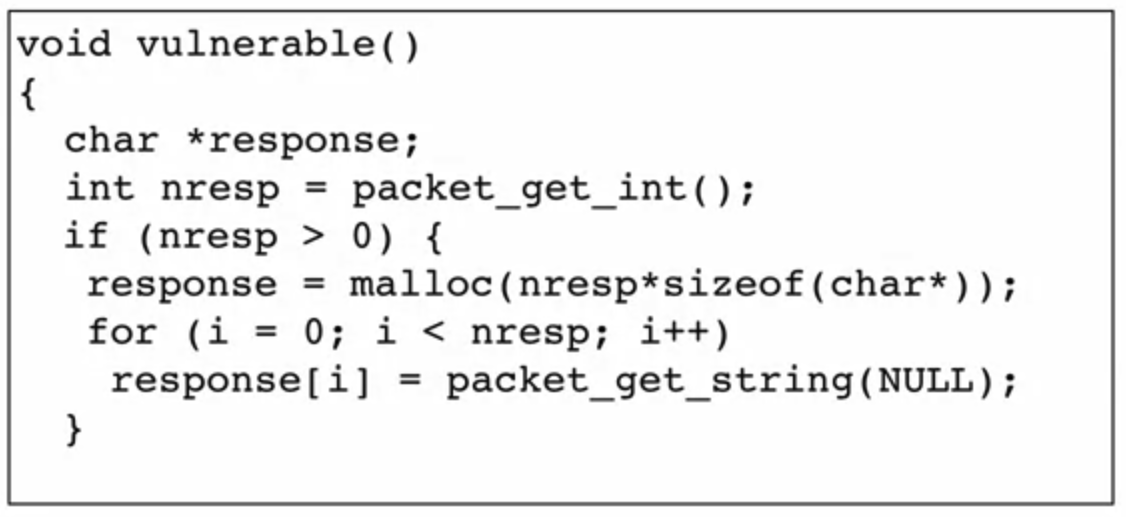 void vulnerable()
{
  char *response;
  int nresp = packet_get_int();
  if (nresp > 0) {
   response = malloc(nresp*sizeof(char*));
   for (i = 0; i < nresp; i++)
    response[i] = packet_get_string(NULL);
  }